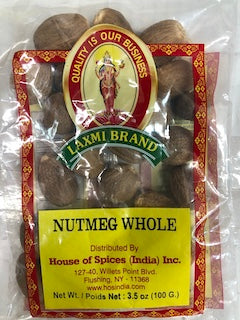 QUALITY IS OUR BUSINESS
LAXMI BRAND
NUTMEG WHOLE
Distributed By
House of Spices (India) Inc.
127-40, Willets Point Blvd.
Flushing, NY - 11368
www.hosindia.com
Net Wt. / Poids Net : 3.5 oz (100 G.)